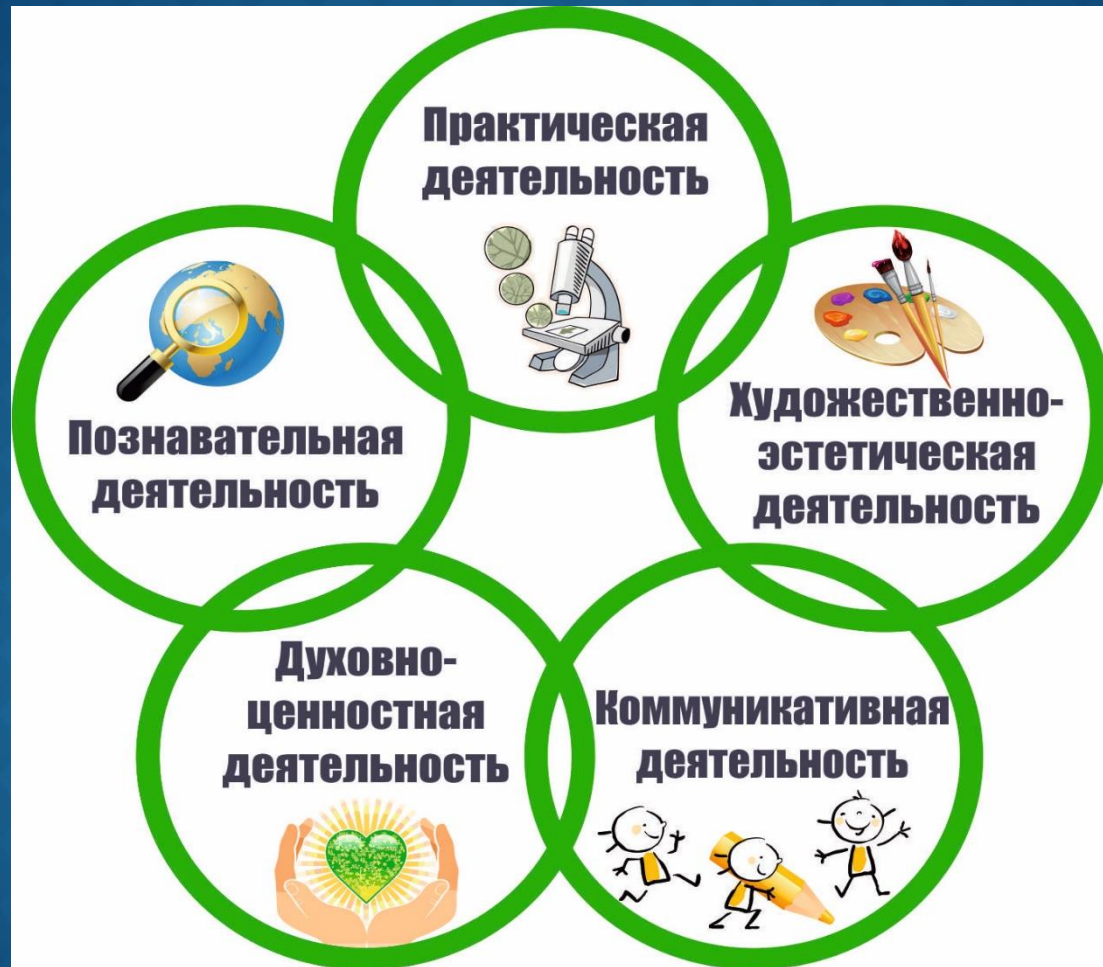 Практическая
деятельность
Познавательная
деятельность
Художественно-
эстетическая
деятельность
Духовно-
ценностная
деятельность
Коммуникативная
деятельность